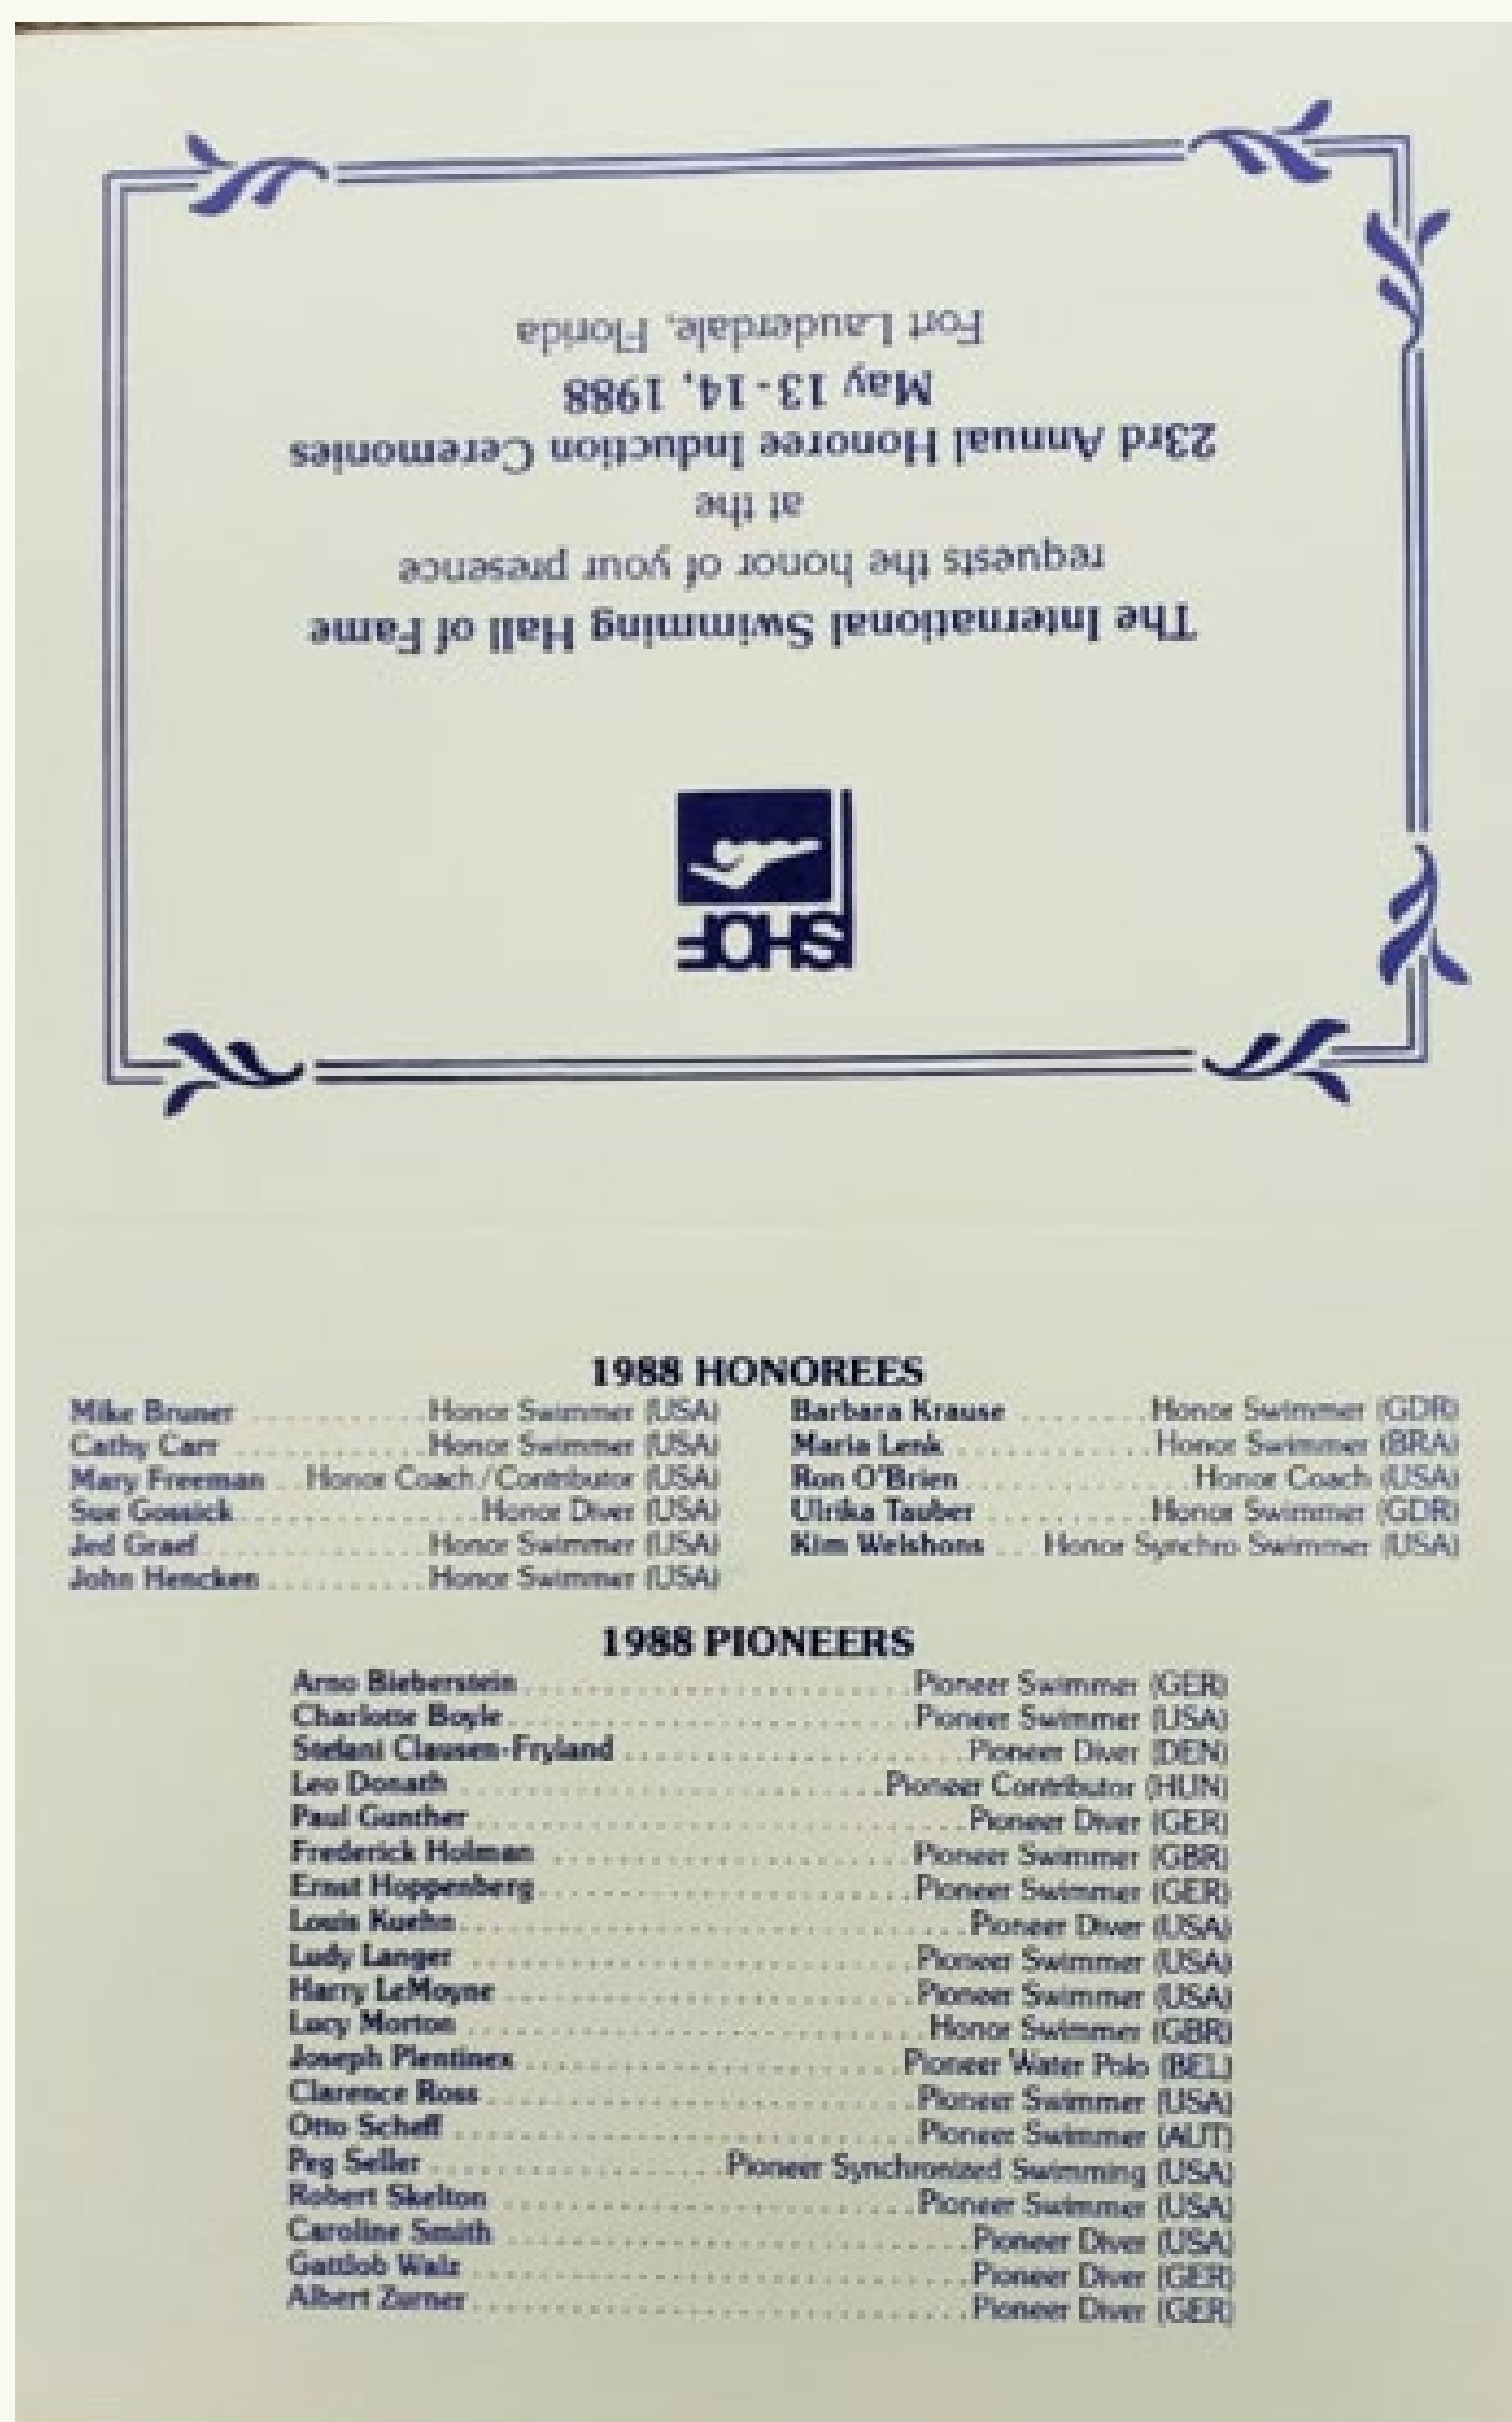 ISHOF
The International Swimming Hall of Fame
requests the honor of your presence
at the
23rd Annual Honoree Induction Ceremonies
May 13-14, 1988
Fort Lauderdale, Florida
1988 HONOREES
Mike Bruner ............ Honor Swimmer (USA)
Cathy Carr ............ Honor Swimmer (USA)
Mary Freeman .. Honor Coach/Contributor (USA)
Sue Gossick ............... Honor Diver (USA)
Jed Graef ............... Honor Swimmer (USA)
John Hencken .......... Honor Swimmer (USA)
Barbara Krause ........ Honor Swimmer (GDR)
Maria Lenk ............ Honor Swimmer (BRA)
Ron O'Brien .............. Honor Coach (USA)
Ulrika Tauber .......... Honor Swimmer (GDR)
Kim Welshons ... Honor Synchro Swimmer (USA)
1988 PIONEERS
Arno Bieberstein ........................ Pioneer Swimmer (GER)
Charlotte Boyle ........................ Pioneer Swimmer (USA)
Stefani Clausen-Fryland ..................... Pioneer Diver (DEN)
Leo Donath .......................... Pioneer Contributor (HUN)
Paul Gunther .............................. Pioneer Diver (GER)
Frederick Holman ...................... Pioneer Swimmer (GBR)
Ernst Hoppenberg ....................... Pioneer Swimmer (GER)
Louis Kuehn ............................... Pioneer Diver (USA)
Ludy Langer ........................... Pioneer Swimmer (USA)
Harry LeMoyne ......................... Pioneer Swimmer (USA)
Lucy Morton ............................ Honor Swimmer (GBR)
Joseph Plentinex ....................... Pioneer Water Polo (BEL)
Clarence Ross .......................... Pioneer Swimmer (USA)
Otto Scheff ............................ Pioneer Swimmer (AUT)
Peg Seller .................. Pioneer Synchronized Swimming (USA)
Robert Skelton ......................... Pioneer Swimmer (USA)
Caroline Smith ............................ Pioneer Diver (USA)
Gattlob Walz .............................. Pioneer Diver (GER)
Albert Zurner .............................. Pioneer Diver (GER)